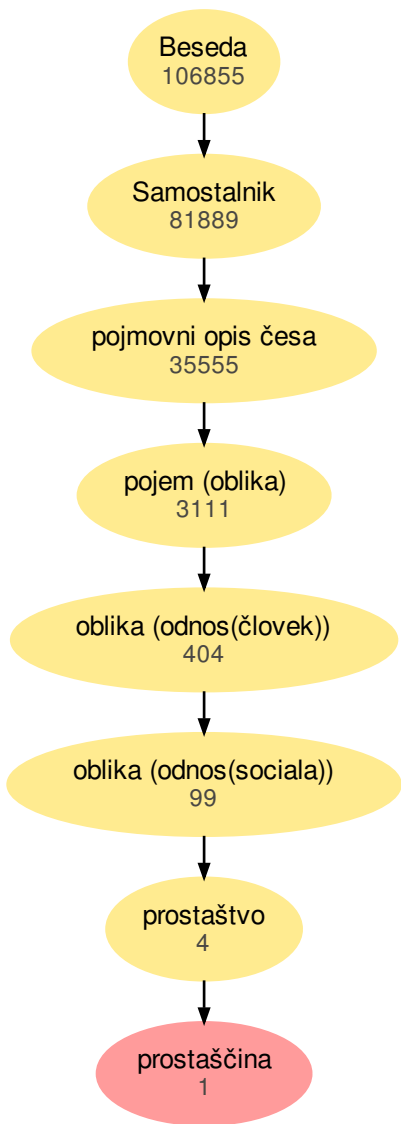 Beseda
106855
Samostalnik
81889
pojmovni opis česa
35555
pojem (oblika)
3111
oblika (odnos(človek))
404
oblika (odnos(sociala))
99
prostaštvo
4
prostaščina
1